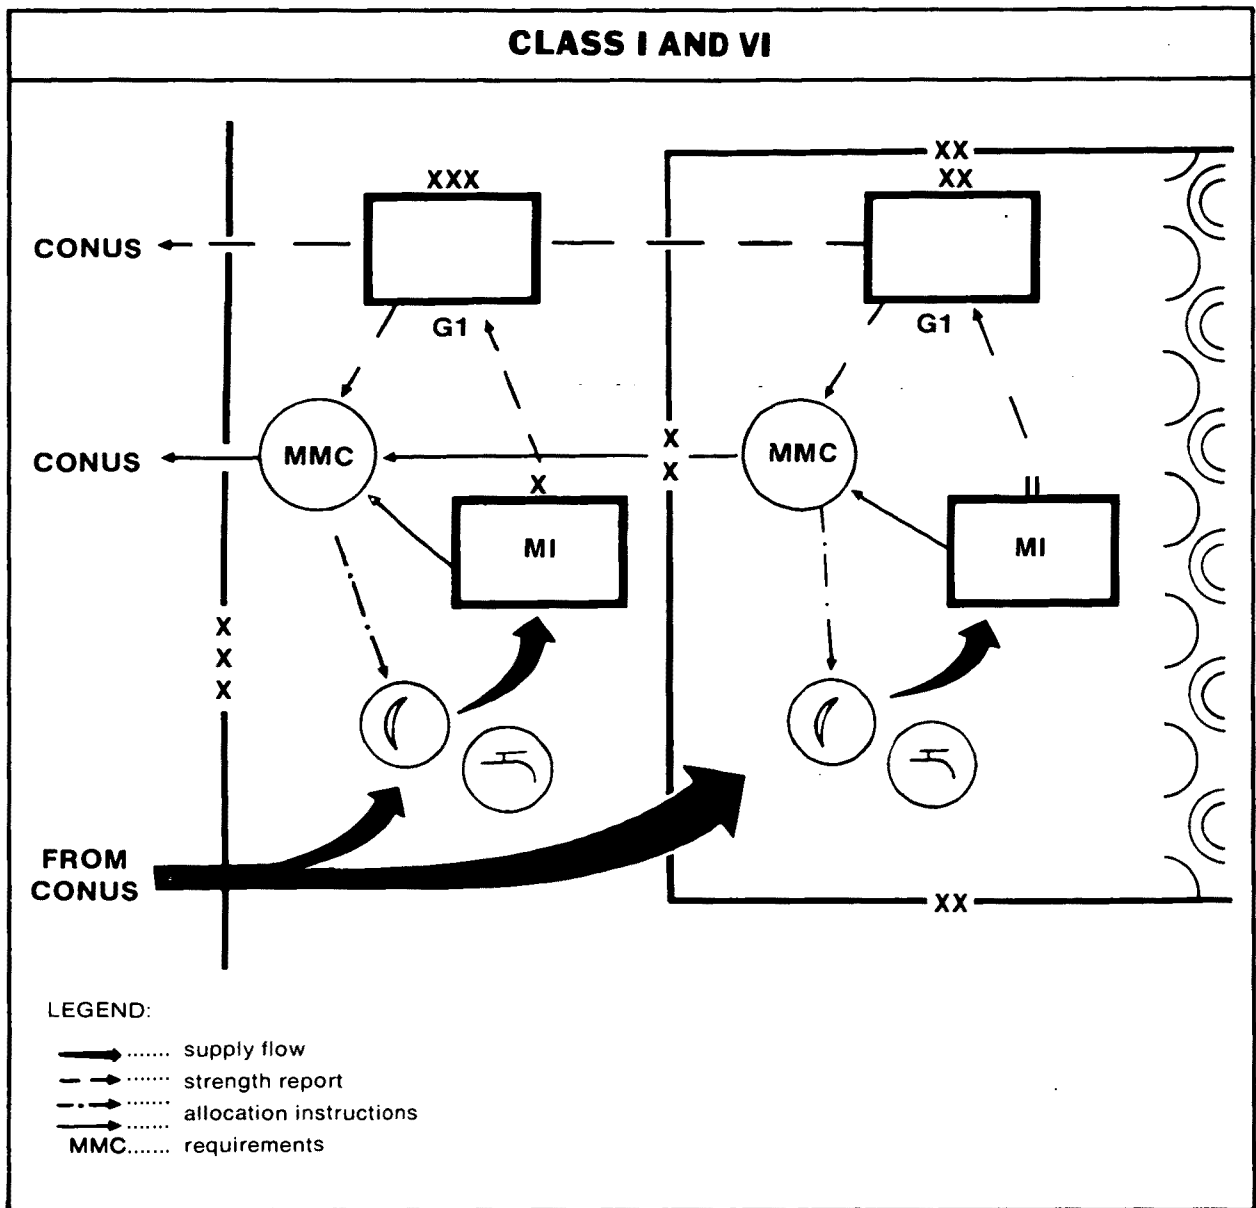 CLASS I AND VI
XX
XXX
XX
CONUS
G1
G1
X
X
MMC
MMC
CONUS
X
II
MI
MI
X
X
X
FROM
CONUS
XX
LEGEND:
....... supply flow
....... strength report
.......
allocation instructions
.......
MMC....... requirements